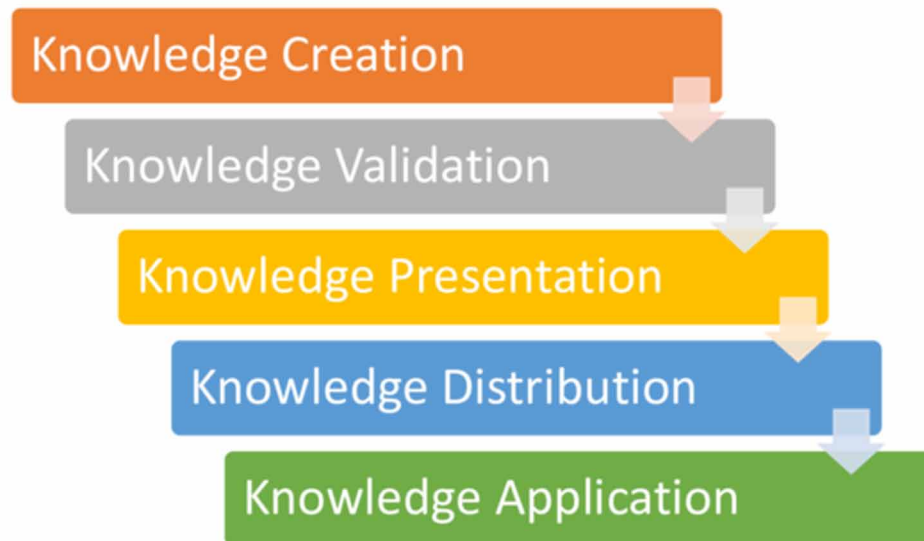 Knowledge Creation
Knowledge Validation
Knowledge Presentation
Knowledge Distribution
Knowledge Application